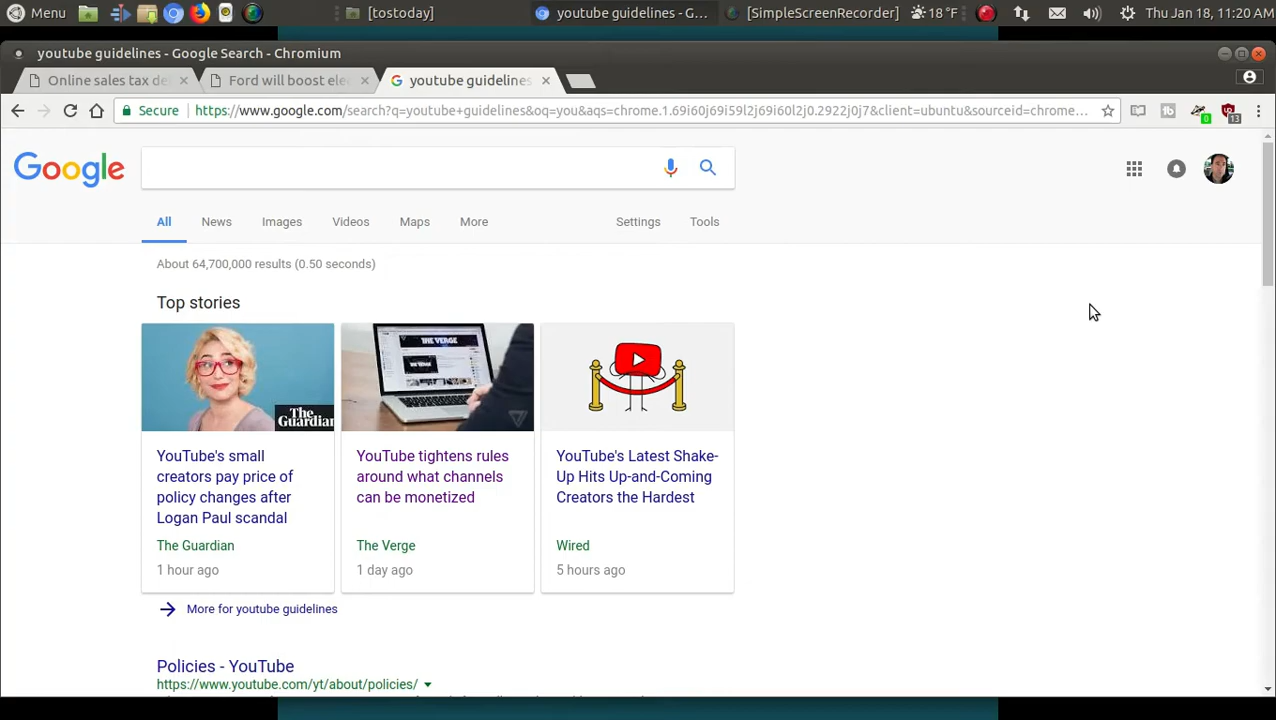 Menu [tostoday] youtube guidelines - G... [SimpleScreenRecorder] 18 °F Thu Jan 18, 11:20 AM
youtube guidelines - Google Search - Chromium
Online sales tax de Ford will boost ele youtube guidelines
Secure https://www.google.com/search?q=youtube+guidelines&oq=you&aqs=chrome.1.69i60j69i59l2j69i60l2j0.2922j0j7&client=ubuntu&sourceid=chrome... 0 13
Google
All News Images Videos Maps More Settings Tools
About 64,700,000 results (0.50 seconds)
Top stories
The Guardian
THE VERGE
YouTube's small
creators pay price of
policy changes after
Logan Paul scandal
The Guardian
1 hour ago
YouTube tightens rules
around what channels
can be monetized
The Verge
1 day ago
YouTube's Latest Shake-
Up Hits Up-and-Coming
Creators the Hardest
Wired
5 hours ago
More for youtube guidelines
Policies - YouTube
https://www.youtube.com/yt/about/policies/